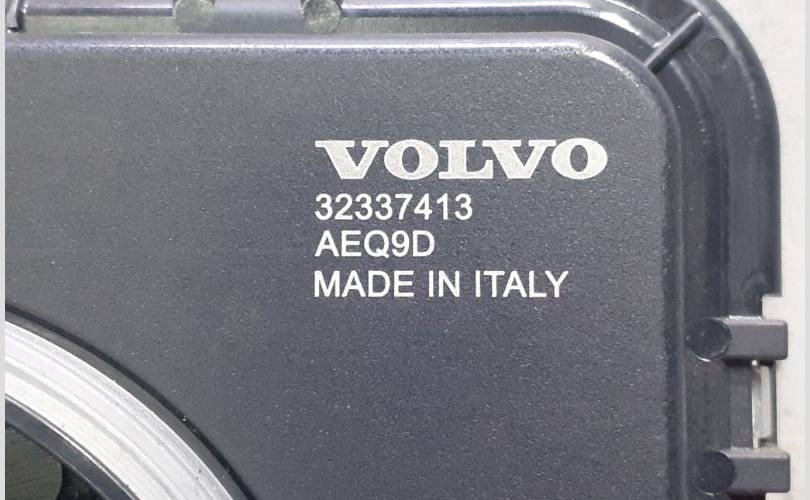 VOLVO
32337413
AEQ9D
MADE IN ITALY